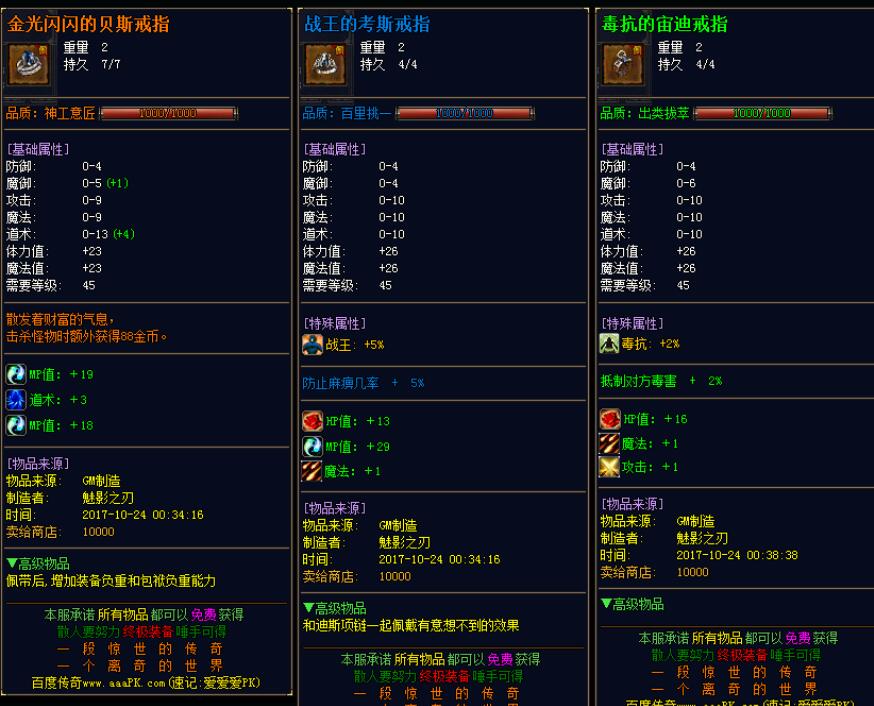 金光闪闪的贝斯戒指
重量 2
持久 7/7
品质: 神工意匠 1000/1000
[基础属性]
防御: 0-4
魔御: 0-5 (+1)
攻击: 0-9
魔法: 0-9
道术: 0-13 (+4)
体力值: +23
魔法值: +23
需要等级: 45
散发着财富的气息,
击杀怪物时额外获得88金币。
MP值: +19
道术: +3
MP值: +18
[物品来源]
物品来源: GM制造
制造者: 魅影之刃
时间: 2017-10-24 00:34:16
卖给商店: 10000
▼高级物品
佩带后,增加装备负重和包袱负重能力
本服承诺 所有物品 都可以 免费 获得
散人要努力 终极装备 唾手可得
一 段 惊 世 的 传 奇
一 个 离 奇 的 世 界
百度传奇www.aaaPK.com(速记:爱爱爱PK)
战王的考斯戒指
重量 2
持久 4/4
品质: 百里挑一 1000/1000
[基础属性]
防御: 0-4
魔御: 0-4
攻击: 0-10
魔法: 0-10
道术: 0-10
体力值: +26
魔法值: +26
需要等级: 45
[特殊属性]
战王: +5%
防止麻痹几率 + 5%
HP值: +13
MP值: +29
魔法: +1
[物品来源]
物品来源: GM制造
制造者: 魅影之刃
时间: 2017-10-24 00:34:16
卖给商店: 10000
▼高级物品
和迪斯项链一起佩戴有意想不到的效果
本服承诺 所有物品 都可以 免费 获得
散人要努力 终极装备 唾手可得
一 段 惊 世 的 传 奇
毒抗的宙迪戒指
重量 2
持久 4/4
品质: 出类拔萃 1000/1000
[基础属性]
防御: 0-4
魔御: 0-6
攻击: 0-10
魔法: 0-10
道术: 0-10
体力值: +26
魔法值: +26
需要等级: 45
[特殊属性]
毒抗: +2%
抵制对方毒害 + 2%
HP值: +16
魔法: +1
攻击: +1
[物品来源]
物品来源: GM制造
制造者: 魅影之刃
时间: 2017-10-24 00:38:38
卖给商店: 10000
▼高级物品
本服承诺 所有物品 都可以 免费 获得
散人要努力 终极装备 唾手可得
一 段 惊 世 的 传 奇
一 个 离 奇 的 世 界
百度传奇www.aaaPK.com(速记:爱爱爱PK)